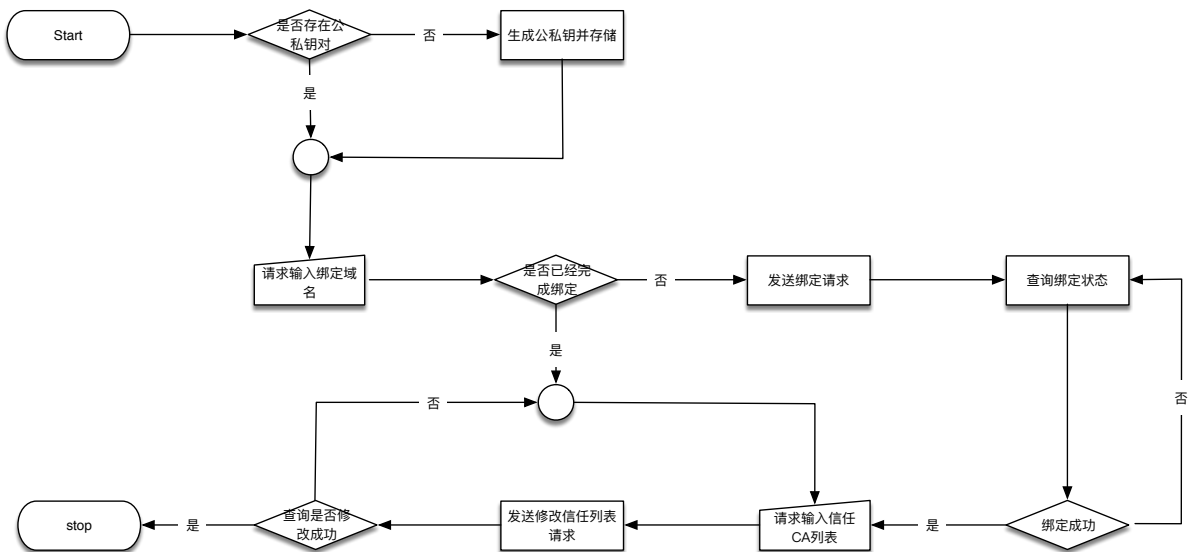 Start
是否存在公
私钥对
否
生成公私钥并存储
是
请求输入绑定域
名
是否已经完
成绑定
否
发送绑定请求
查询绑定状态
是
否
否
stop
是
查询是否修
改成功
发送修改信任列表
请求
请求输入信任
CA列表
是
绑定成功